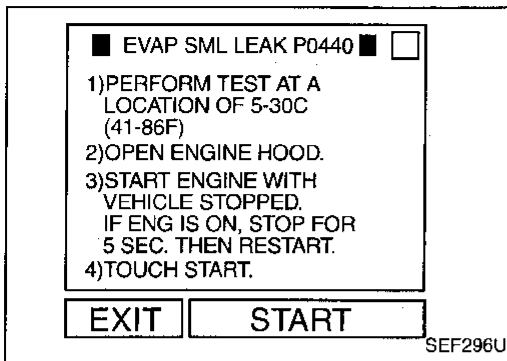 EVAP SML LEAK P0440
1)PERFORM TEST AT A
LOCATION OF 5-30C
(41-86F)
2)OPEN ENGINE HOOD.
3)START ENGINE WITH
VEHICLE STOPPED.
IF ENG IS ON, STOP FOR
5 SEC. THEN RESTART.
4)TOUCH START.
EXIT START
SEF296U